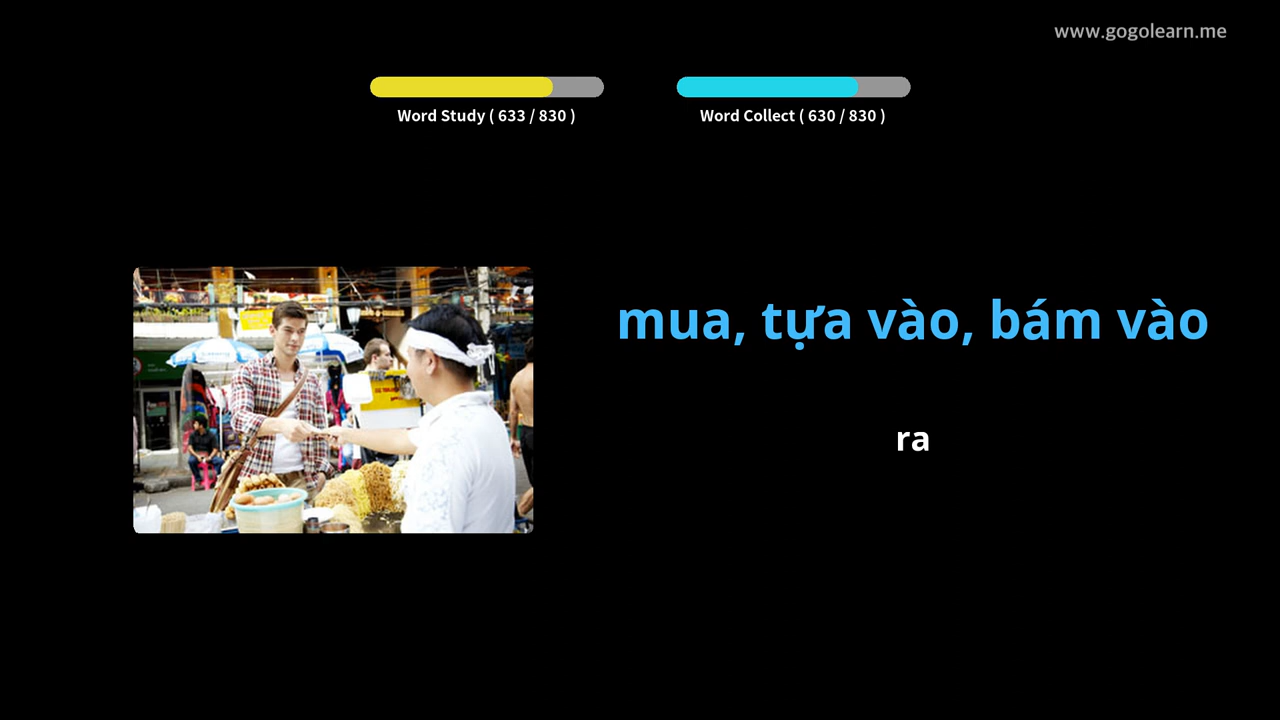 www.gogolearn.me
Word Study ( 633 / 830 )
Word Collect ( 630 / 830 )
mua, tựa vào, bám vào
ra